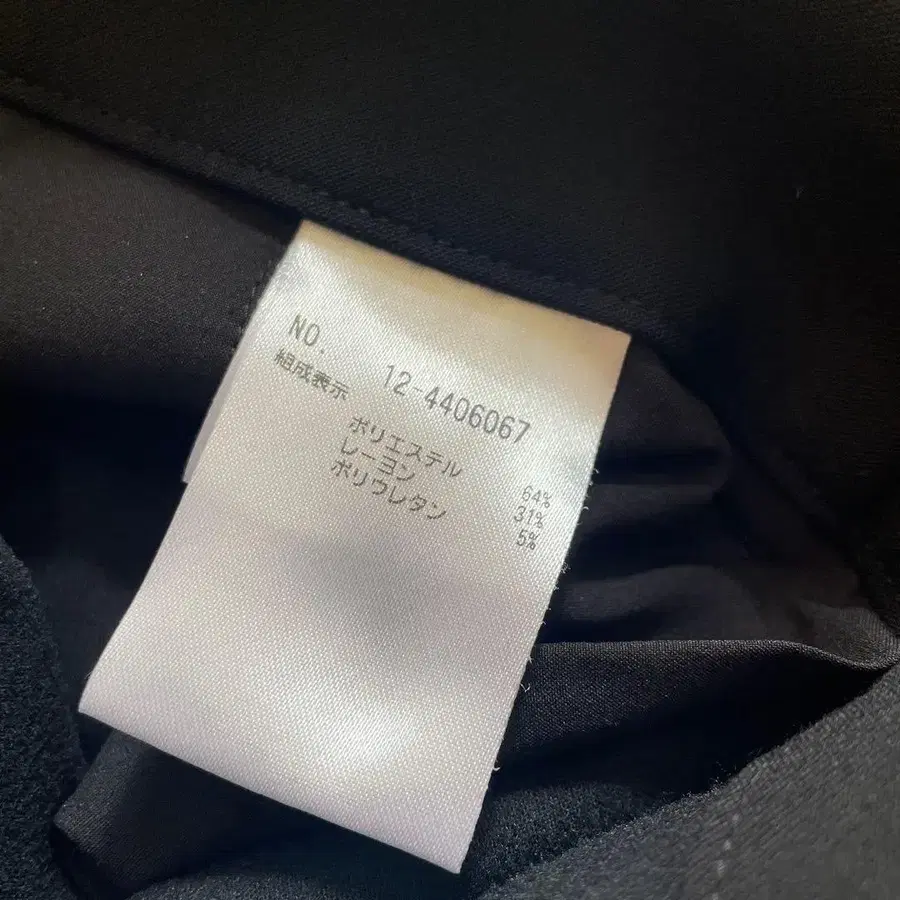 NO. 12-4406067
組成表示
ポリエステル 64%
レーヨン 31%
ポリウレタン 5%